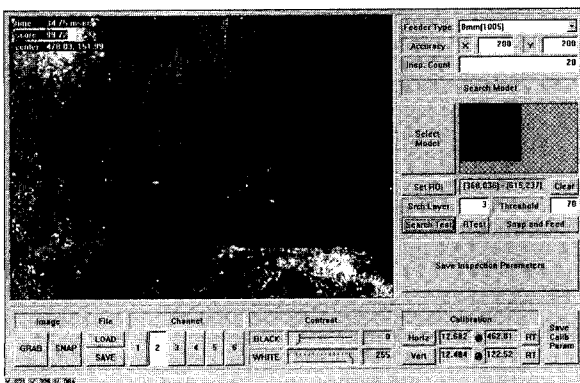 time 34.75 msec
score 99.72
center 478.03, 151.99
Feeder Type 8mm(1005)
Accuracy X 200 Y 200
Insp. Count 20
Search Model
Select Model
Set ROI (368,036) - (615,237) Clear
Srch Layer 3 Threshold 70
Search Test RTest Snap and Feed
Save Inspection Parameters
Image File Channel Contrast Calibration
GRAB SNAP LOAD SAVE 1 2 3 4 5 6
BLACK 0
WHITE 255
Horiz 12.682 462.81 RT
Vert 12.484 122.52 RT
Save Calib Param